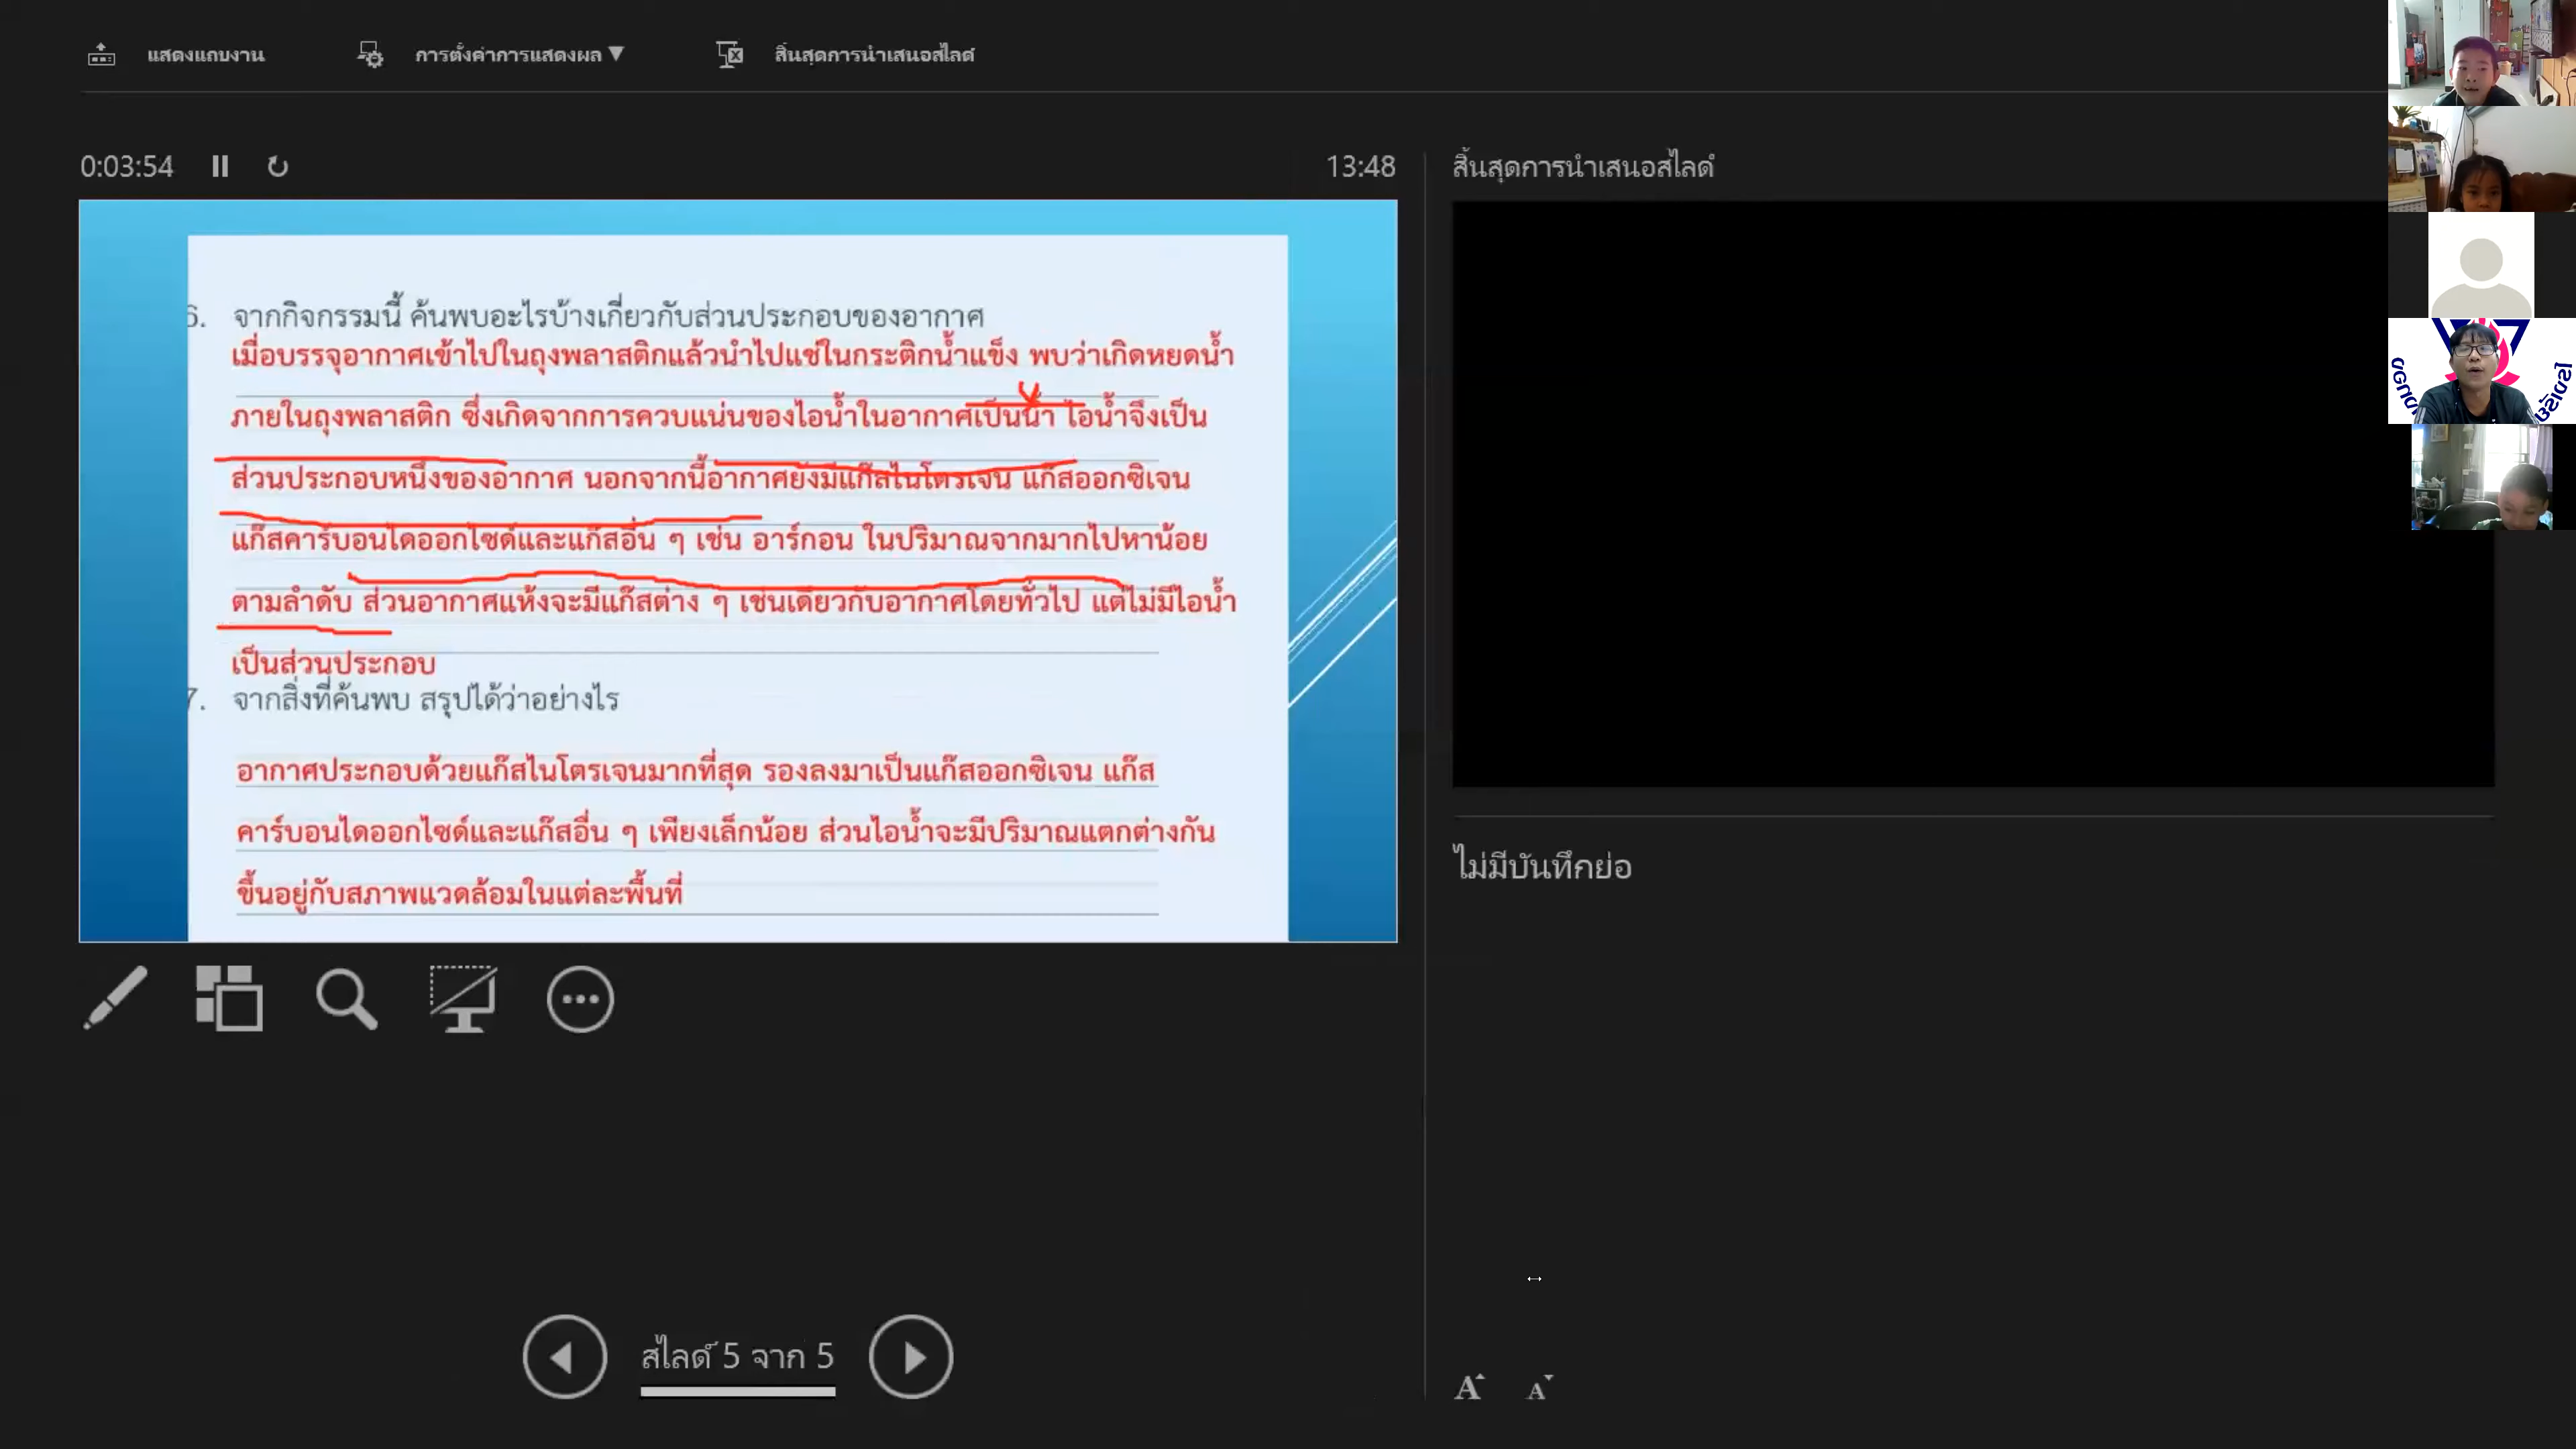 แสดงแถบงาน การตั้งค่าการแสดงผล ▼ สิ้นสุดการนำเสนอสไลด์
0:03:54 13:48 สิ้นสุดการนำเสนอสไลด์
6. จากกิจกรรมนี้ ค้นพบอะไรบ้างเกี่ยวกับส่วนประกอบของอากาศ
เมื่อบรรจุอากาศเข้าไปในถุงพลาสติกแล้วนำไปแช่ในกระติกน้ำแข็ง พบว่าเกิดหยดน้ำ
ภายในถุงพลาสติก ซึ่งเกิดจากการควบแน่นของไอน้ำในอากาศเป็นน้ำ ไอน้ำจึงเป็น
ส่วนประกอบหนึ่งของอากาศ นอกจากนี้อากาศยังมีแก๊สไนโตรเจน แก๊สออกซิเจน
แก๊สคาร์บอนไดออกไซด์และแก๊สอื่น ๆ เช่น อาร์กอน ในปริมาณจากมากไปหาน้อย
ตามลำดับ ส่วนอากาศแห้งจะมีแก๊สต่าง ๆ เช่นเดียวกับอากาศโดยทั่วไป แต่ไม่มีไอน้ำ
เป็นส่วนประกอบ
7. จากสิ่งที่ค้นพบ สรุปได้ว่าอย่างไร
อากาศประกอบด้วยแก๊สไนโตรเจนมากที่สุด รองลงมาเป็นแก๊สออกซิเจน แก๊ส
คาร์บอนไดออกไซด์และแก๊สอื่น ๆ เพียงเล็กน้อย ส่วนไอน้ำจะมีปริมาณแตกต่างกัน
ขึ้นอยู่กับสภาพแวดล้อมในแต่ละพื้นที่
ไม่มีบันทึกย่อ
สไลด์ 5 จาก 5
A A